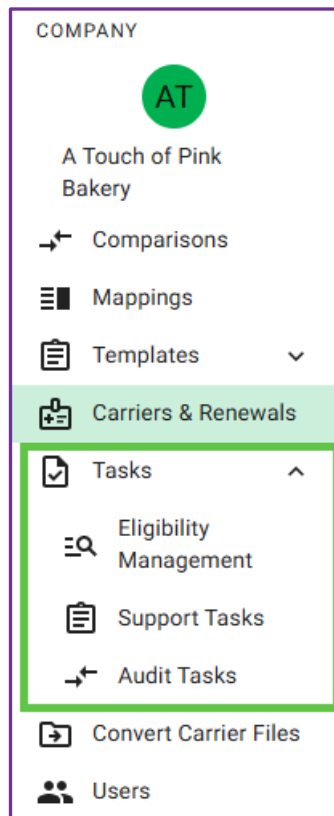 COMPANY
AT
A Touch of Pink
Bakery
Comparisons
Mappings
Templates
Carriers & Renewals
Tasks
Eligibility
Management
Support Tasks
Audit Tasks
Convert Carrier Files
Users